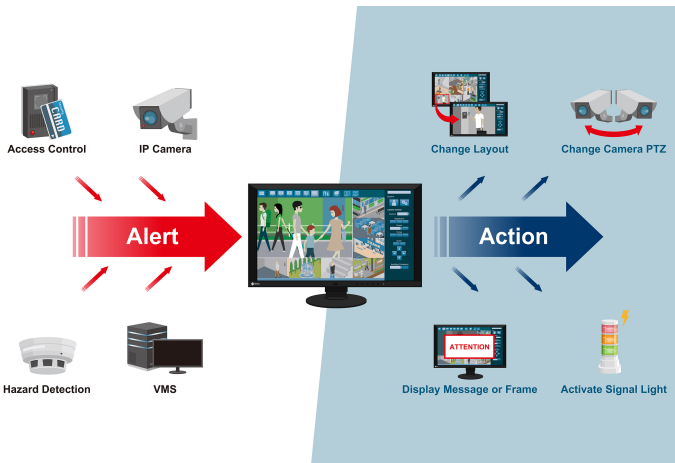 CARD
Access Control
IP Camera
Change Layout
Change Camera PTZ
Alert
Action
ATTENTION
Hazard Detection
VMS
Display Message or Frame
Activate Signal Light